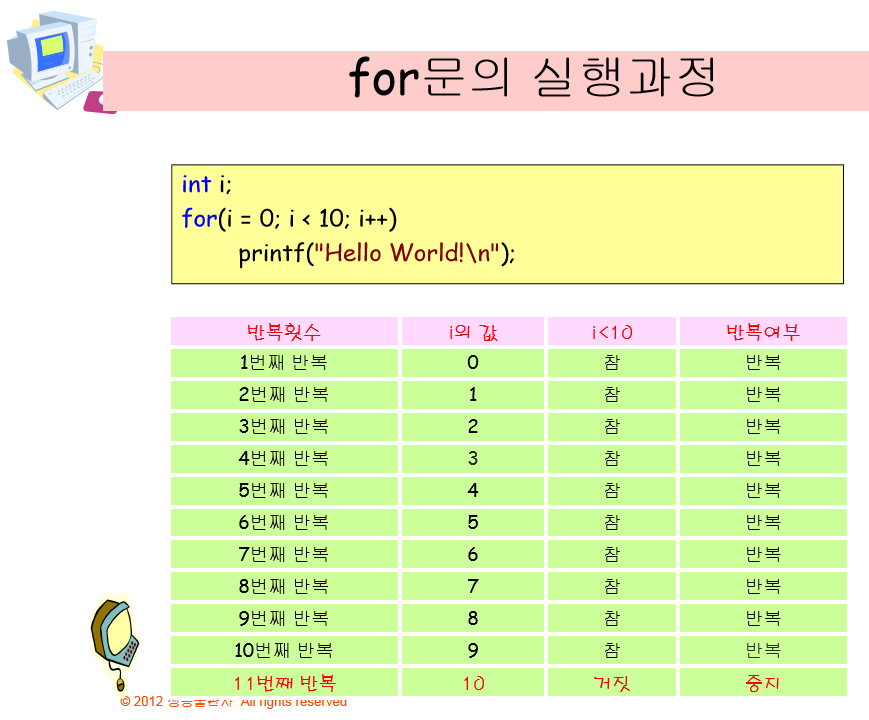 for문의 실행과정
int i;
for(i = 0; i < 10; i++)
printf("Hello World!\n");
반복횟수 i의 값 i<10 반복여부
1번째 반복 0 참 반복
2번째 반복 1 참 반복
3번째 반복 2 참 반복
4번째 반복 3 참 반복
5번째 반복 4 참 반복
6번째 반복 5 참 반복
7번째 반복 6 참 반복
8번째 반복 7 참 반복
9번째 반복 8 참 반복
10번째 반복 9 참 반복
11번째 반복 10 거짓 중지
© 2012 생능출판사 All rights reserved